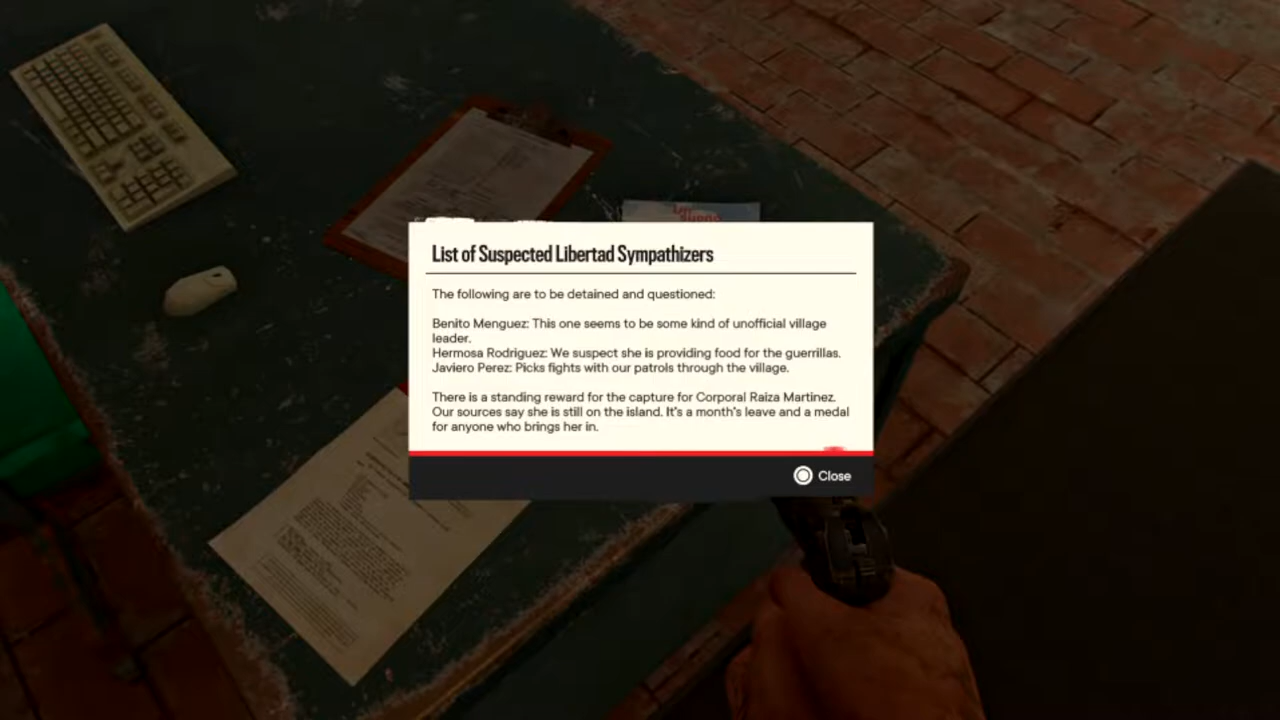 List of Suspected Libertad Sympathizers
The following are to be detained and questioned:
Benito Menguez: This one seems to be some kind of unofficial village
leader.
Hermosa Rodriguez: We suspect she is providing food for the guerrillas.
Javiero Perez: Picks fights with our patrols through the village.
There is a standing reward for the capture for Corporal Raiza Martinez.
Our sources say she is still on the island. It's a month's leave and a medal
for anyone who brings her in.
Close